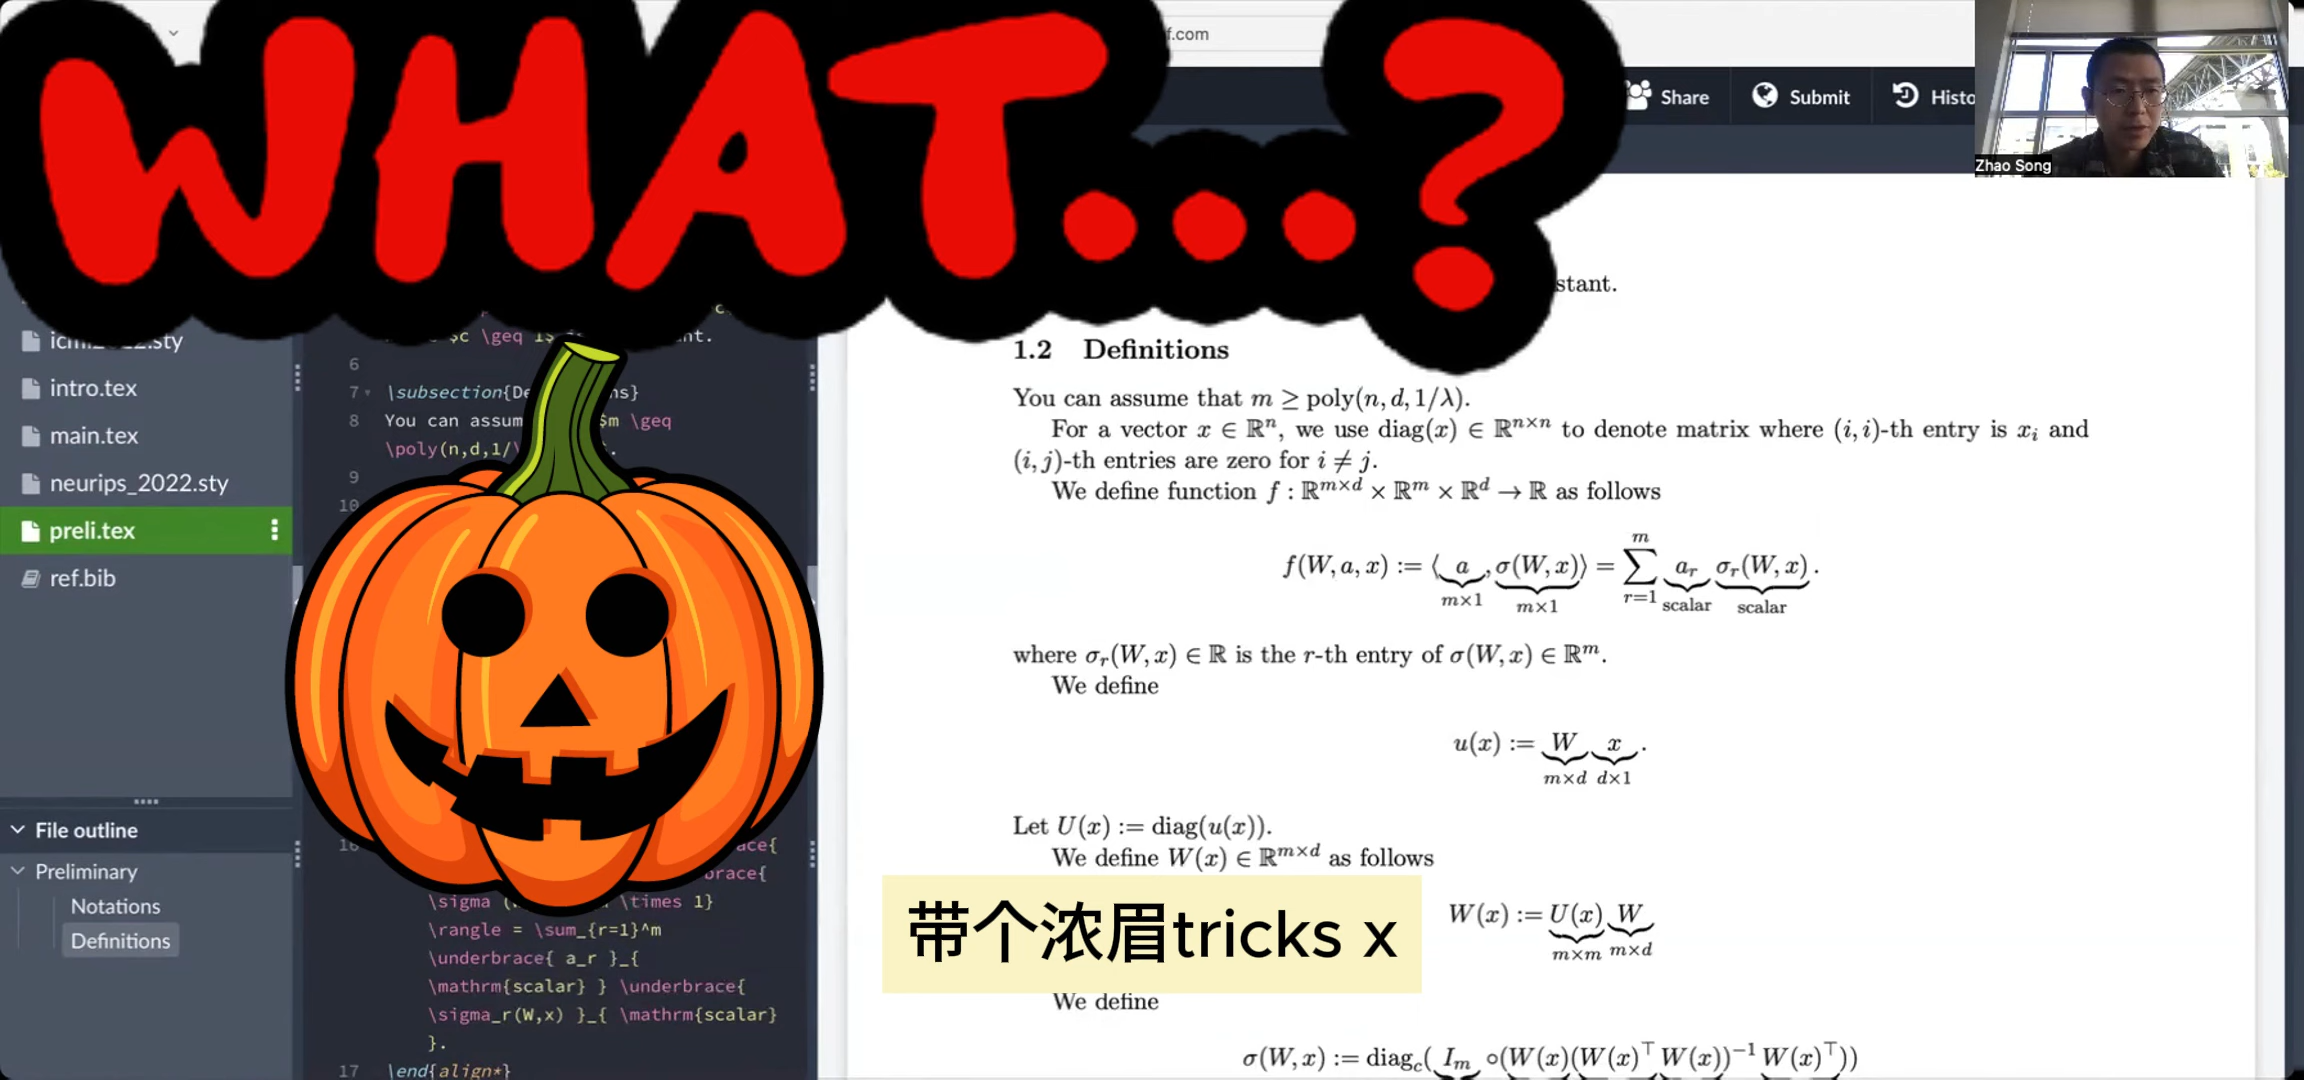 WHAT...?
f.com
Share
Submit
Histo
Zhao Song
stant.
$c \geq 1$
nt.
intro.tex
main.tex
neurips_2022.sty
preli.tex
ref.bib
File outline
Preliminary
Notations
Definitions
6
7 \subsection{De ns}
8 You can assum $m \geq
\poly(n,d,1/\
9
10
16 ace{
brace{
\sigma ( \times 1}
\rangle = \sum_{r=1}^m
\underbrace{ a_r }_{
\mathrm{scalar} } \underbrace{
\sigma_r(W,x) }_{ \mathrm{scalar}
}.
17 \end{align*}
1.2 Definitions
You can assume that m ≥ poly(n, d, 1/λ).
For a vector x ∈ ℝⁿ, we use diag(x) ∈ ℝⁿˣⁿ to denote matrix where (i, i)-th entry is xᵢ and
(i, j)-th entries are zero for i ≠ j.
We define function f : ℝᵐˣᵈ × ℝᵐ × ℝᵈ → ℝ as follows
f(W, a, x) := ⟨a, σ(W, x)⟩ = ∑_{r=1}^{m} a_r σ_r(W, x).
m×1 m×1 scalar scalar
where σ_r(W, x) ∈ ℝ is the r-th entry of σ(W, x) ∈ ℝᵐ.
We define
u(x) := W x.
m×d d×1
Let U(x) := diag(u(x)).
We define W(x) ∈ ℝᵐˣᵈ as follows
W(x) := U(x) W
m×m m×d
带个浓眉tricks x
We define
σ(W, x) := diag_c( I_m ∘(W(x)(W(x)^⊤ W(x))⁻¹ W(x)^⊤))